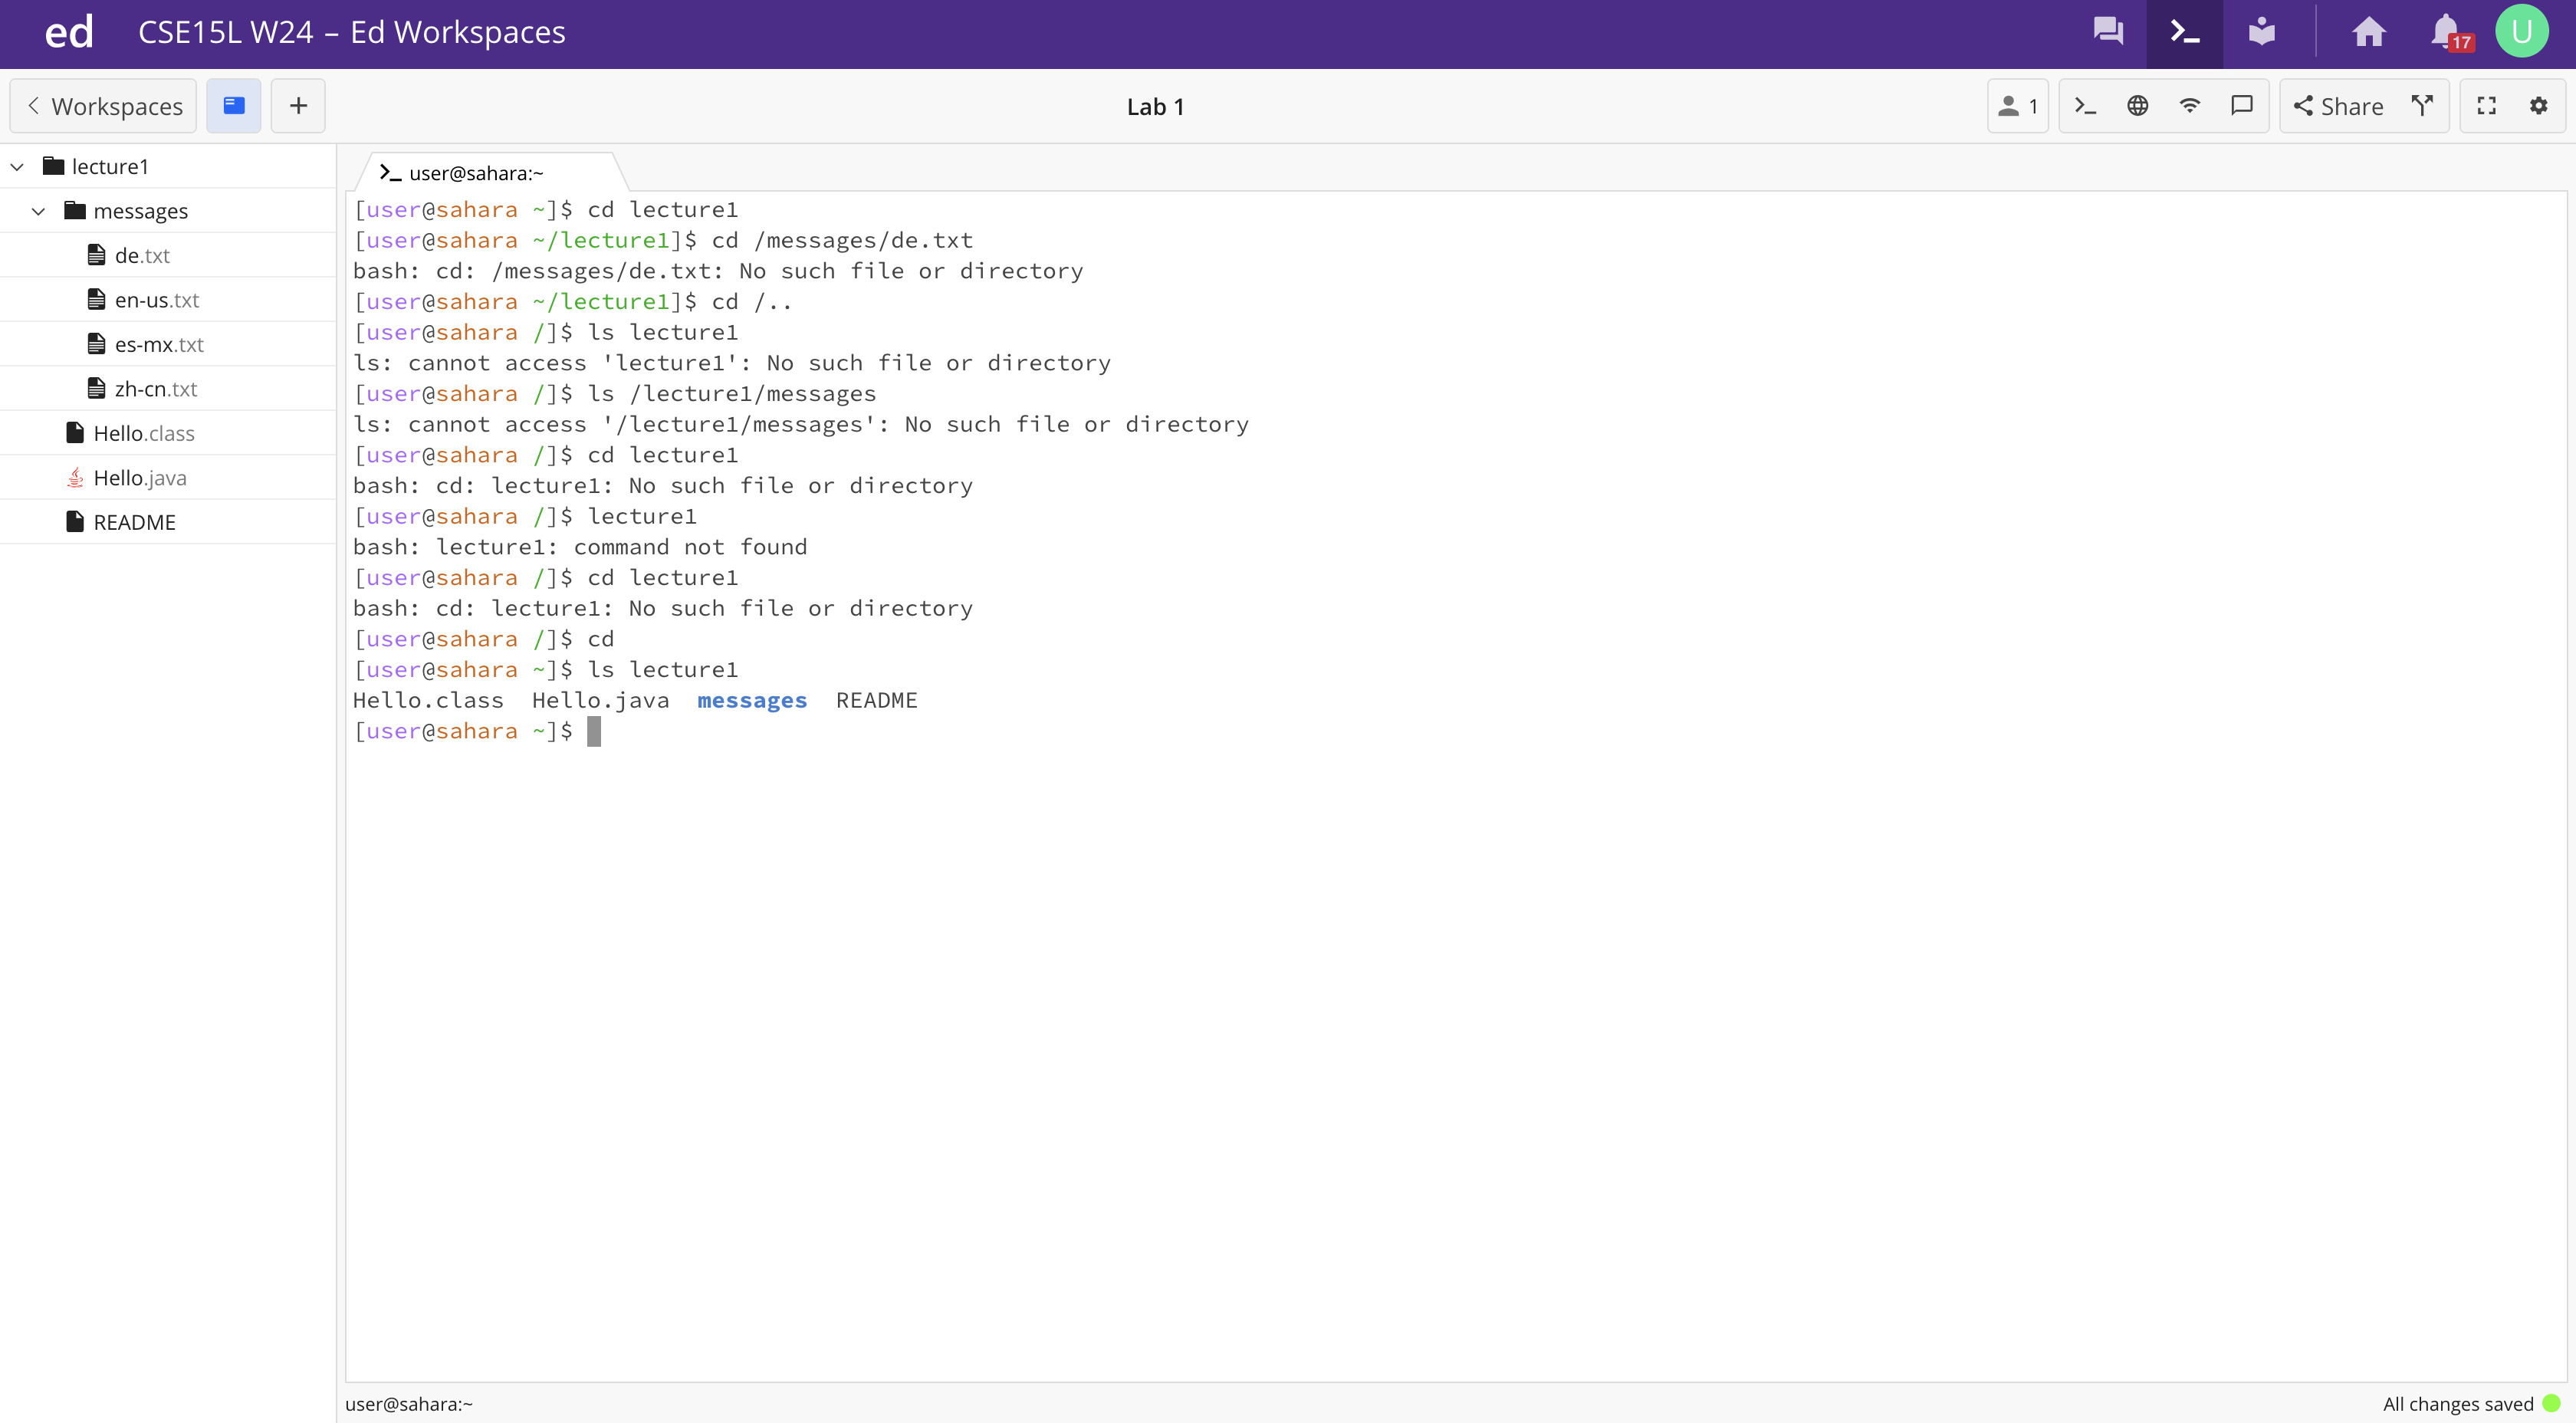 ed CSE15L W24 – Ed Workspaces 17 U
Workspaces + Lab 1 1 Share
lecture1
messages
de.txt
en-us.txt
es-mx.txt
zh-cn.txt
Hello.class
Hello.java
README
user@sahara:~
[user@sahara ~]$ cd lecture1
[user@sahara ~/lecture1]$ cd /messages/de.txt
bash: cd: /messages/de.txt: No such file or directory
[user@sahara ~/lecture1]$ cd /..
[user@sahara /]$ ls lecture1
ls: cannot access 'lecture1': No such file or directory
[user@sahara /]$ ls /lecture1/messages
ls: cannot access '/lecture1/messages': No such file or directory
[user@sahara /]$ cd lecture1
bash: cd: lecture1: No such file or directory
[user@sahara /]$ lecture1
bash: lecture1: command not found
[user@sahara /]$ cd lecture1
bash: cd: lecture1: No such file or directory
[user@sahara /]$ cd
[user@sahara ~]$ ls lecture1
Hello.class  Hello.java  messages  README
[user@sahara ~]$
user@sahara:~ All changes saved